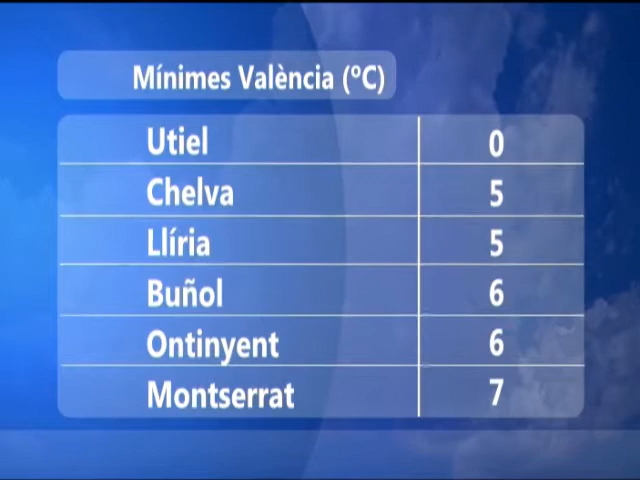 Mínimes València (ºC)
Utiel 0
Chelva 5
Llíria 5
Buñol 6
Ontinyent 6
Montserrat 7